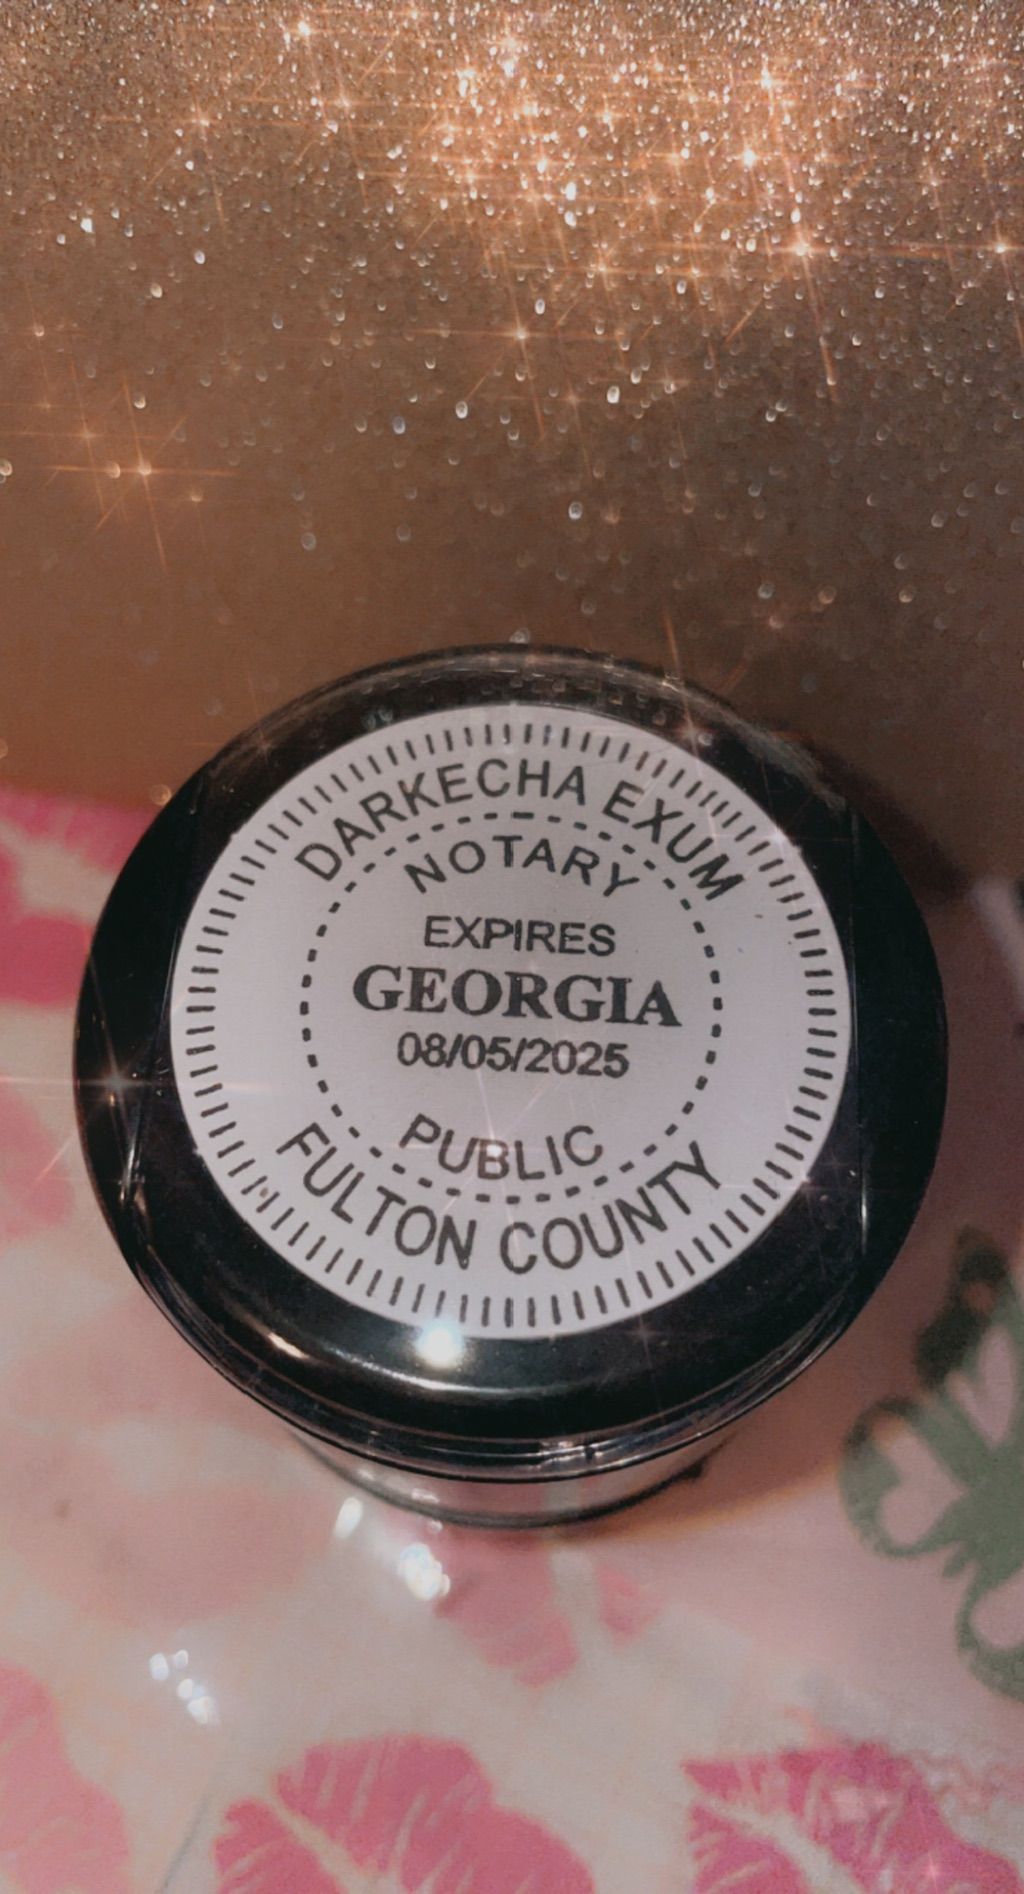 DARKECHA EXUM
NOTARY
EXPIRES
GEORGIA
08/05/2025
PUBLIC
FULTON COUNTY